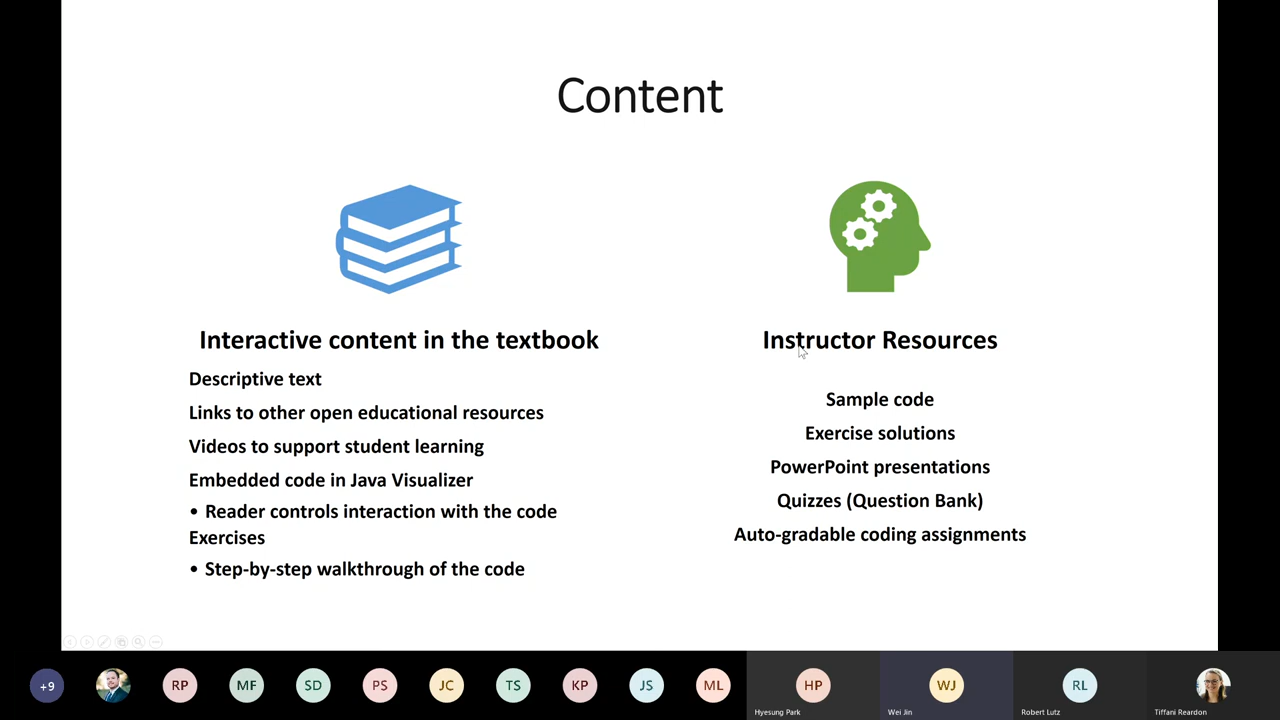 Content
Interactive content in the textbook
Descriptive text
Links to other open educational resources
Videos to support student learning
Embedded code in Java Visualizer
• Reader controls interaction with the code
Exercises
• Step-by-step walkthrough of the code
Instructor Resources
Sample code
Exercise solutions
PowerPoint presentations
Quizzes (Question Bank)
Auto-gradable coding assignments
+9
RP
MF
SD
PS
JC
TS
KP
JS
ML
HP
WJ
RL
Hyesung Park
Wei Jin
Robert Lutz
Tiffani Reardon